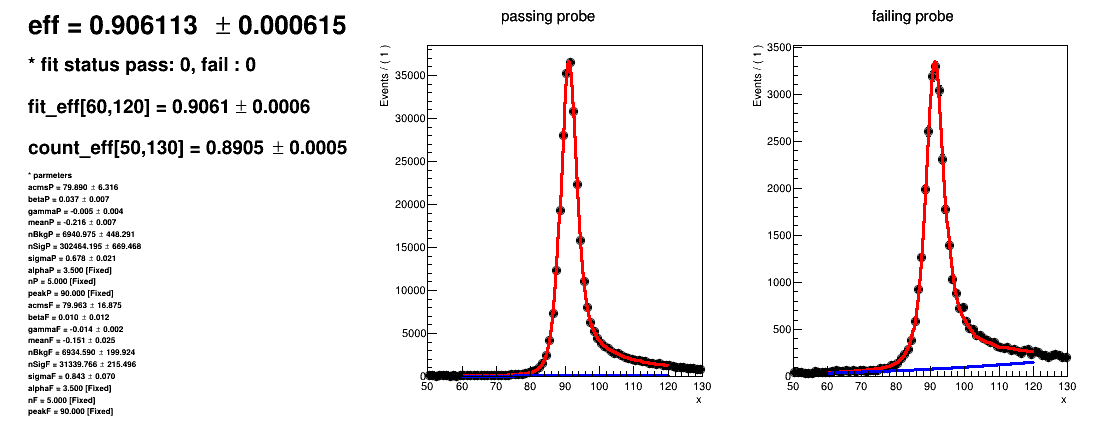 eff = 0.906113 ± 0.000615
* fit status pass: 0, fail : 0
fit_eff[60,120] = 0.9061 ± 0.0006
count_eff[50,130] = 0.8905 ± 0.0005
* parmeters
acmsP = 79.890 ± 6.316
betaP = 0.037 ± 0.007
gammaP = -0.005 ± 0.004
meanP = -0.216 ± 0.007
nBkgP = 6940.975 ± 448.291
nSigP = 302464.195 ± 669.468
sigmaP = 0.678 ± 0.021
alphaP = 3.500 [Fixed]
nP = 5.000 [Fixed]
peakP = 90.000 [Fixed]
acmsF = 79.963 ± 16.875
betaF = 0.010 ± 0.012
gammaF = -0.014 ± 0.002
meanF = -0.151 ± 0.025
nBkgF = 6934.590 ± 199.924
nSigF = 31339.766 ± 215.496
sigmaF = 0.843 ± 0.070
alphaF = 3.500 [Fixed]
nF = 5.000 [Fixed]
peakF = 90.000 [Fixed]
passing probe
Events / ( 1 )
35000
30000
25000
20000
15000
10000
5000
0
50 60 70 80 90 100 110 120 130
x
failing probe
Events / ( 1 )
3500
3000
2500
2000
1500
1000
500
0
50 60 70 80 90 100 110 120 130
x